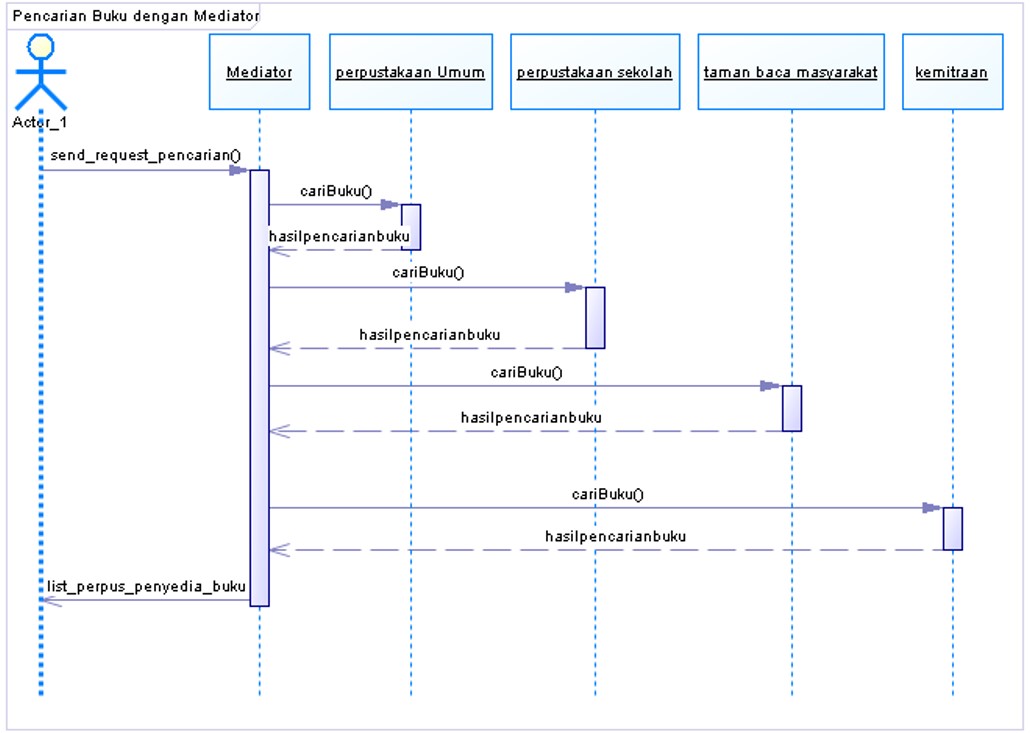 Pencarian Buku dengan Mediator
Actor_1
Mediator
perpustakaan Umum
perpustakaan sekolah
taman baca masyarakat
kemitraan
send_request_pencarian()
cariBuku()
hasilpencarianbuku
cariBuku()
hasilpencarianbuku
cariBuku()
hasilpencarianbuku
cariBuku()
hasilpencarianbuku
list_perpus_penyedia_buku